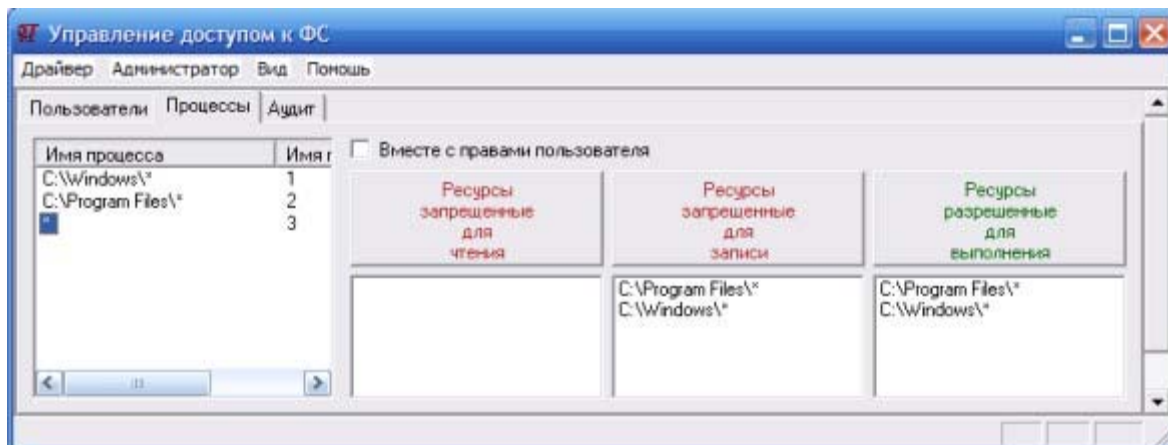 Управление доступом к ФС
Драйвер Администратор Вид Помошь
Пользователи Процессы Аудит
Имя процесса Имя г
C:\Windows\* 1
C:\Program Files\* 2
* 3
Вместе с правами пользователя
Ресурсы
запрещенные
для
чтения
Ресурсы
запрещенные
для
записи
Ресурсы
разрешенные
для
выполнения
C:\Program Files\*
C:\Windows\*
C:\Program Files\*
C:\Windows\*